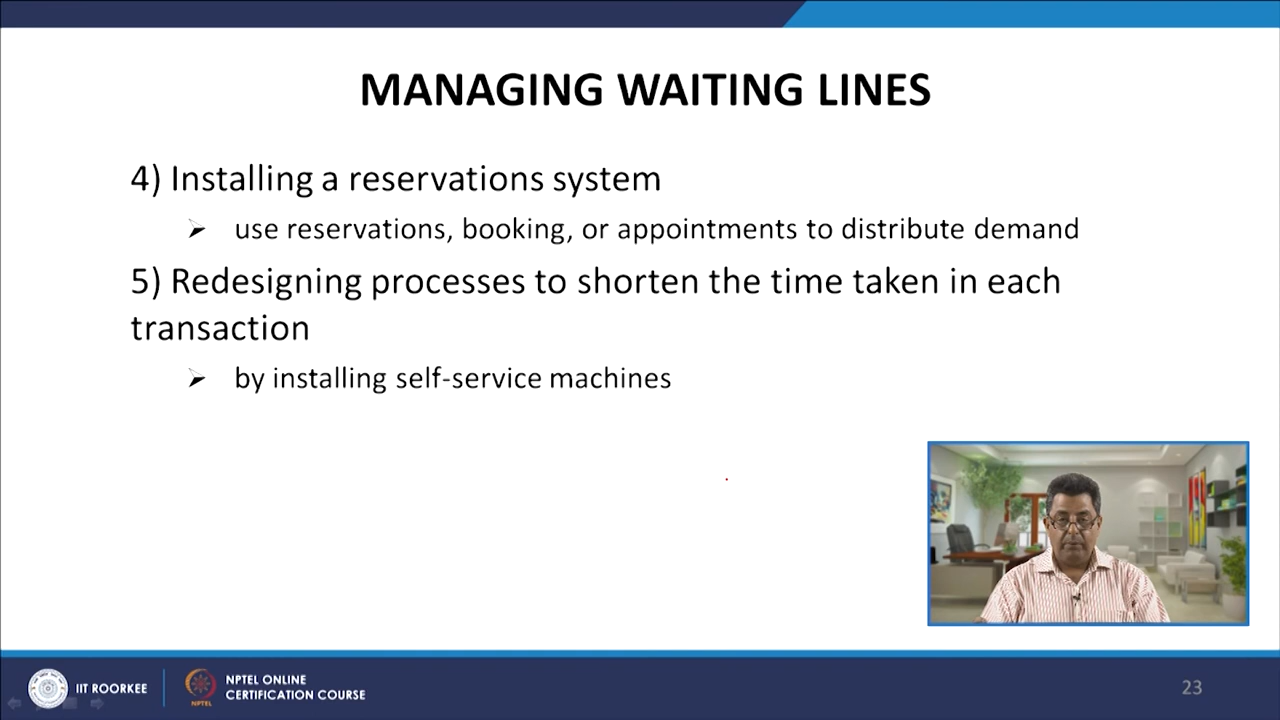 MANAGING WAITING LINES
4) Installing a reservations system
➢ use reservations, booking, or appointments to distribute demand
5) Redesigning processes to shorten the time taken in each
transaction
➢ by installing self-service machines
IIT ROORKEE
NPTEL
NPTEL ONLINE
CERTIFICATION COURSE
23